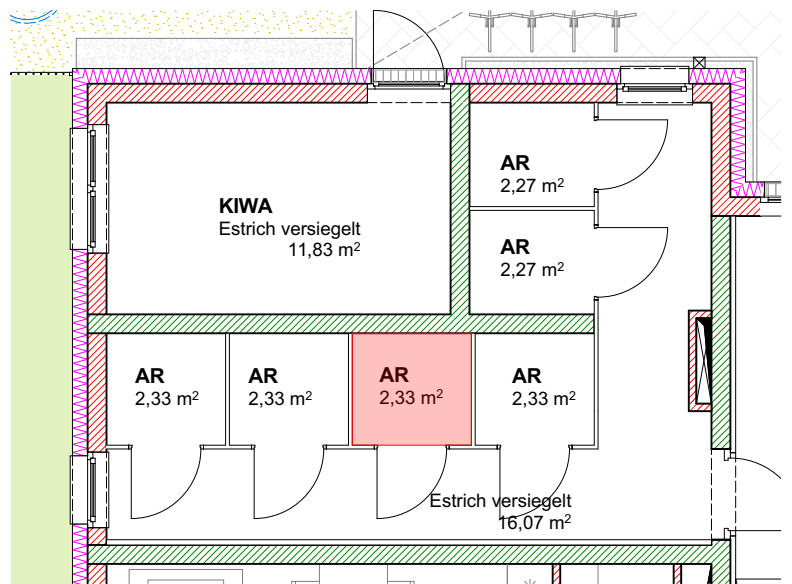 AR
2,27 m²
KIWA
Estrich versiegelt
11,83 m²
AR
2,27 m²
AR
2,33 m²
AR
2,33 m²
AR
2,33 m²
AR
2,33 m²
Estrich versiegelt
16,07 m²